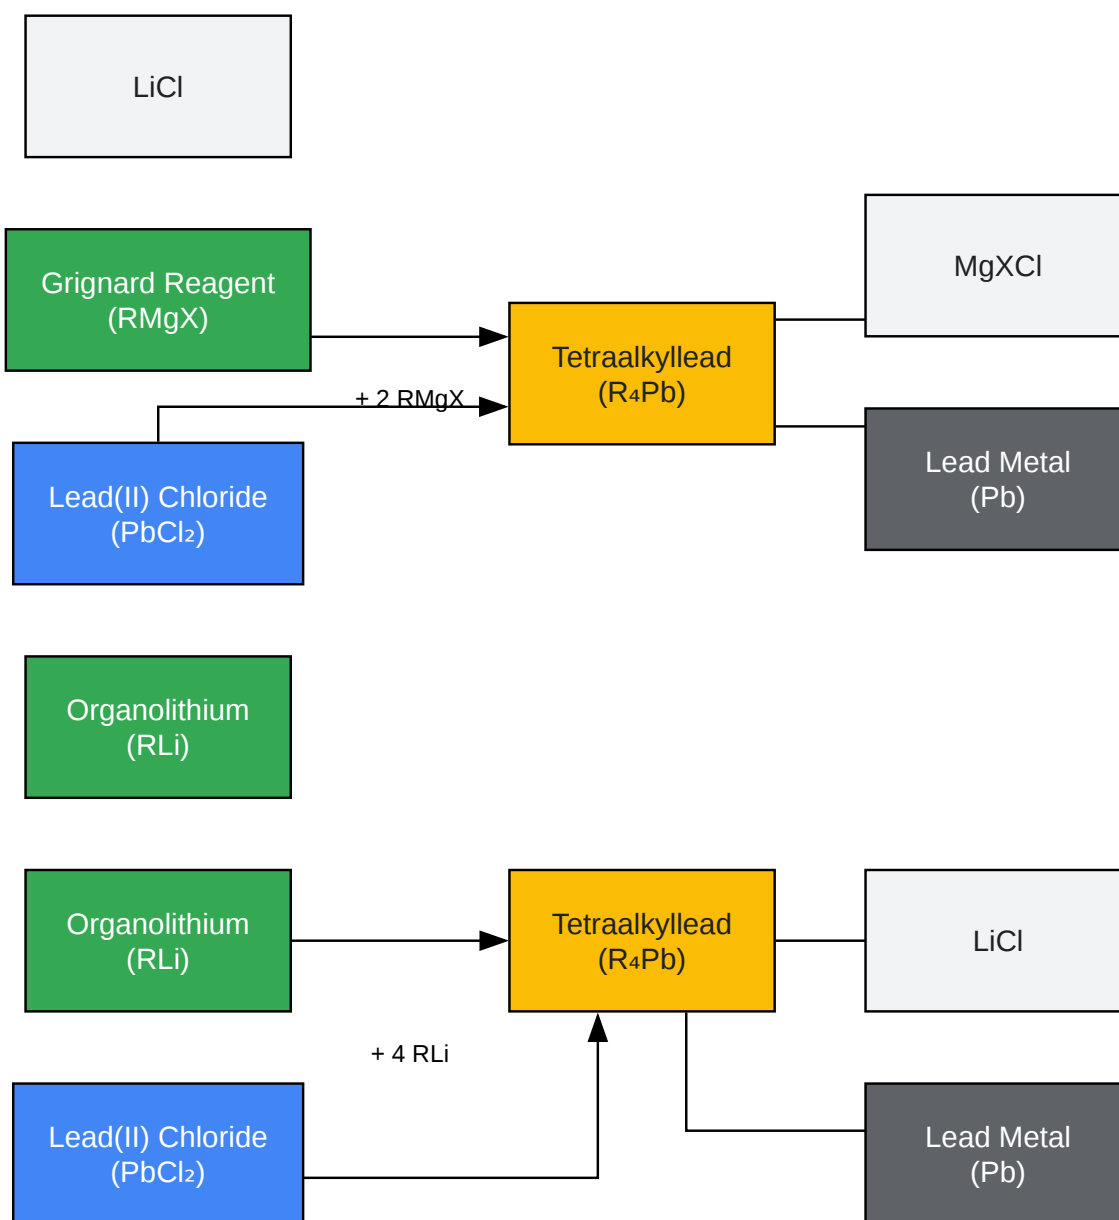 LiCl
Grignard Reagent
(RMgX)
MgXCl
Tetraalkyllead
(R₄Pb)
+ 2 RMgX
Lead(II) Chloride
(PbCl₂)
Lead Metal
(Pb)
Organolithium
(RLi)
Organolithium
(RLi)
Tetraalkyllead
(R₄Pb)
LiCl
+ 4 RLi
Lead(II) Chloride
(PbCl₂)
Lead Metal
(Pb)